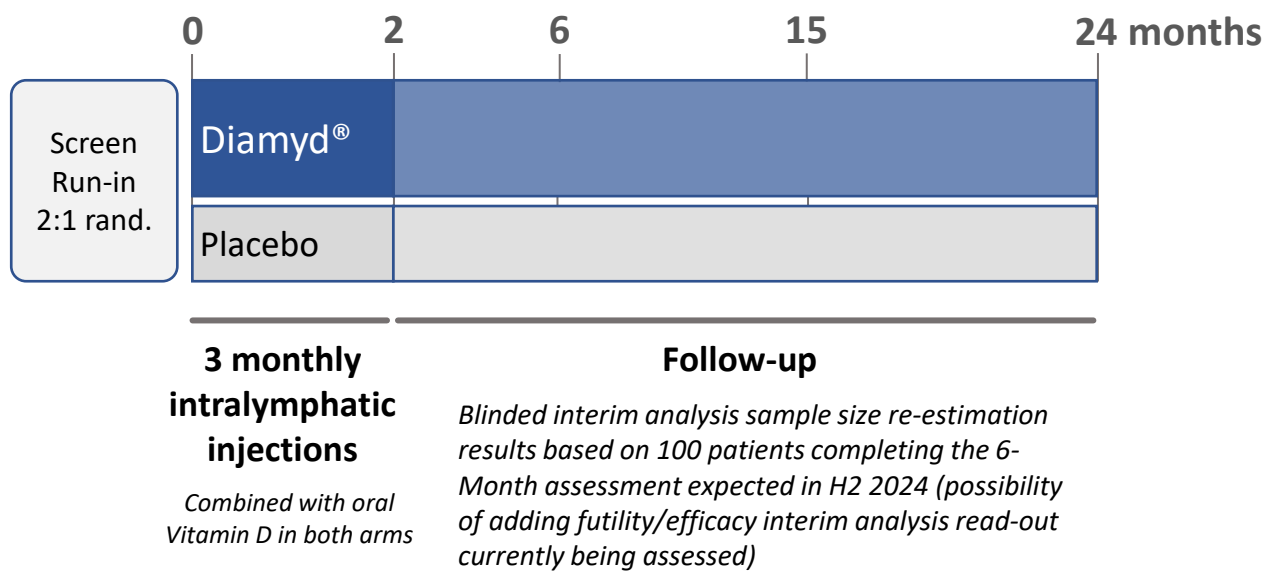 0 2 6 15 24 months
Screen
Run-in
2:1 rand.
Diamyd®
Placebo
3 monthly
intralymphatic
injections
Combined with oral
Vitamin D in both arms
Follow-up
Blinded interim analysis sample size re-estimation
results based on 100 patients completing the 6-
Month assessment expected in H2 2024 (possibility
of adding futility/efficacy interim analysis read-out
currently being assessed)